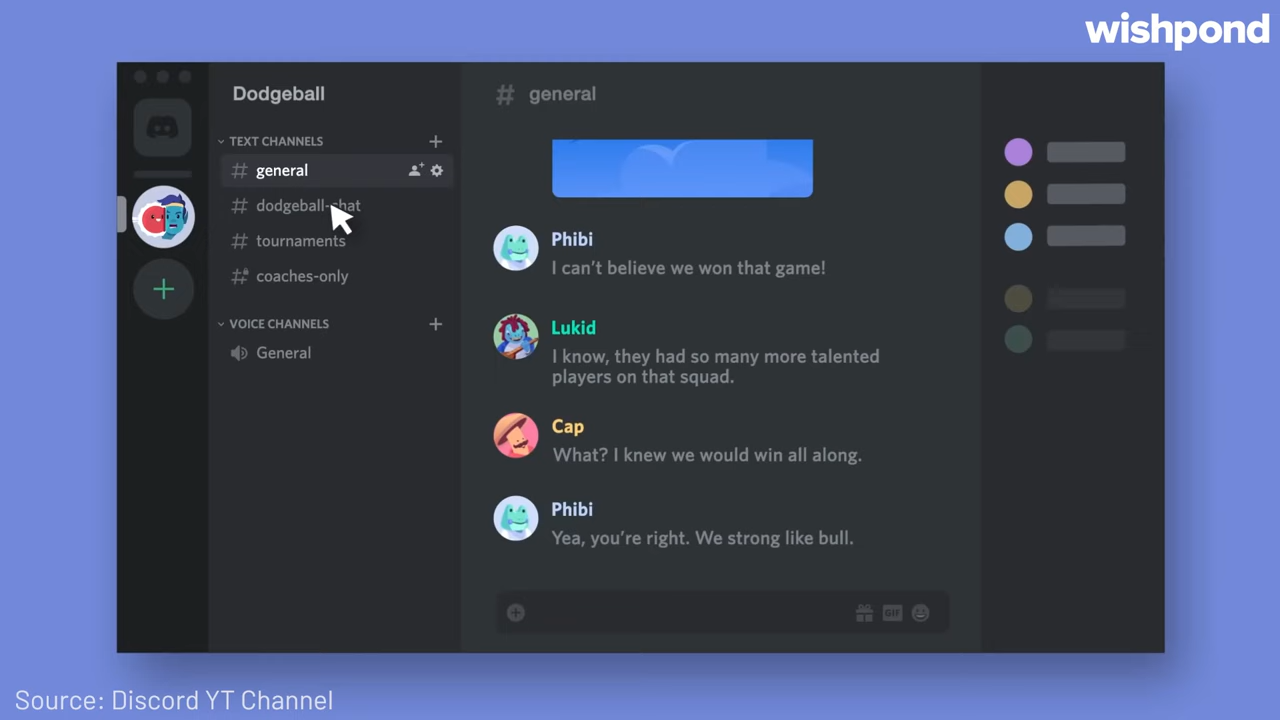 wishpond
Dodgeball
TEXT CHANNELS
general
dodgeball-chat
tournaments
coaches-only
VOICE CHANNELS
General
# general
Phibi
I can't believe we won that game!
Lukid
I know, they had so many more talented
players on that squad.
Cap
What? I knew we would win all along.
Phibi
Yea, you're right. We strong like bull.
GIF
Source: Discord YT Channel